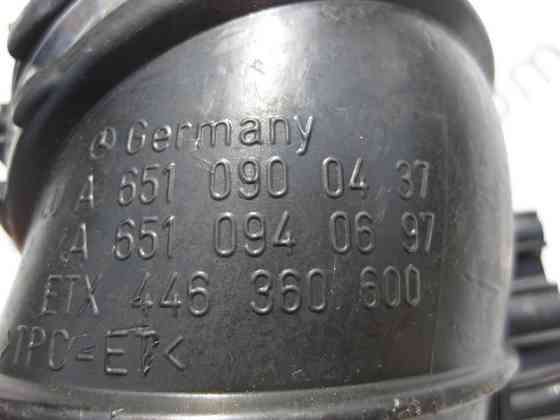 Germany
A 651 090 04 37
A 651 094 06 97
ETX 446 360 600
>TPC-ET<